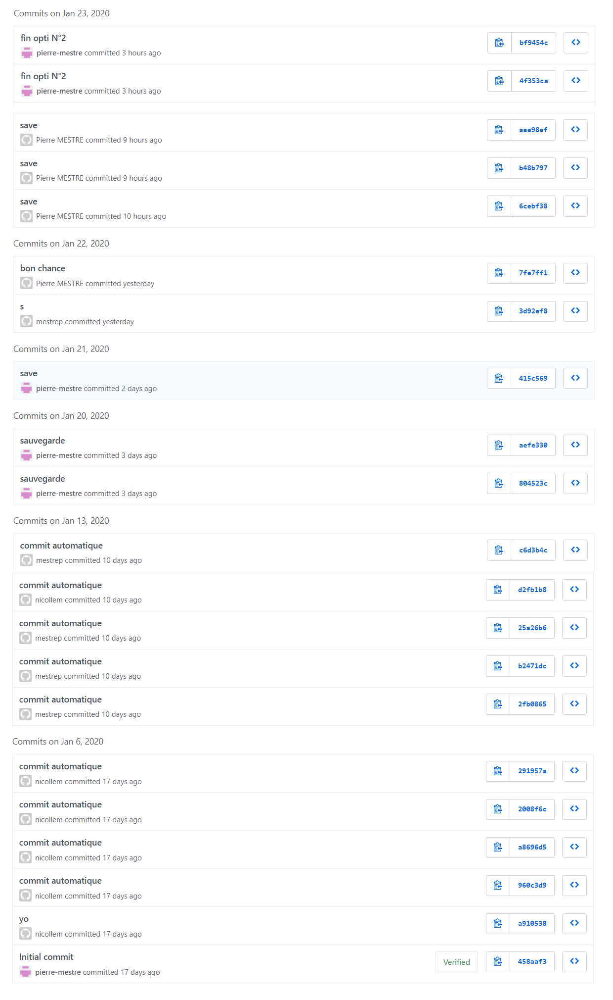 Commits on Jan 23, 2020
fin opti N°2
bf9454c
pierre-mestre committed 3 hours ago
fin opti N°2
4f353ca
pierre-mestre committed 3 hours ago
save
aee98ef
Pierre MESTRE committed 9 hours ago
save
b48b797
Pierre MESTRE committed 9 hours ago
save
6cebf38
Pierre MESTRE committed 10 hours ago
Commits on Jan 22, 2020
bon chance
7fe7ff1
Pierre MESTRE committed yesterday
s
3d92ef8
mestrep committed yesterday
Commits on Jan 21, 2020
save
415c569
pierre-mestre committed 2 days ago
Commits on Jan 20, 2020
sauvegarde
aefe330
pierre-mestre committed 3 days ago
sauvegarde
804523c
pierre-mestre committed 3 days ago
Commits on Jan 13, 2020
commit automatique
c6d3b4c
mestrep committed 10 days ago
commit automatique
d2fb1b8
nicollem committed 10 days ago
commit automatique
25a26b6
mestrep committed 10 days ago
commit automatique
b2471dc
mestrep committed 10 days ago
commit automatique
2fb0865
mestrep committed 10 days ago
Commits on Jan 6, 2020
commit automatique
291957a
nicollem committed 17 days ago
commit automatique
2008f6c
nicollem committed 17 days ago
commit automatique
a8696d5
nicollem committed 17 days ago
commit automatique
960c3d9
nicollem committed 17 days ago
yo
a910538
nicollem committed 17 days ago
Initial commit
Verified
458aaf3
pierre-mestre committed 17 days ago